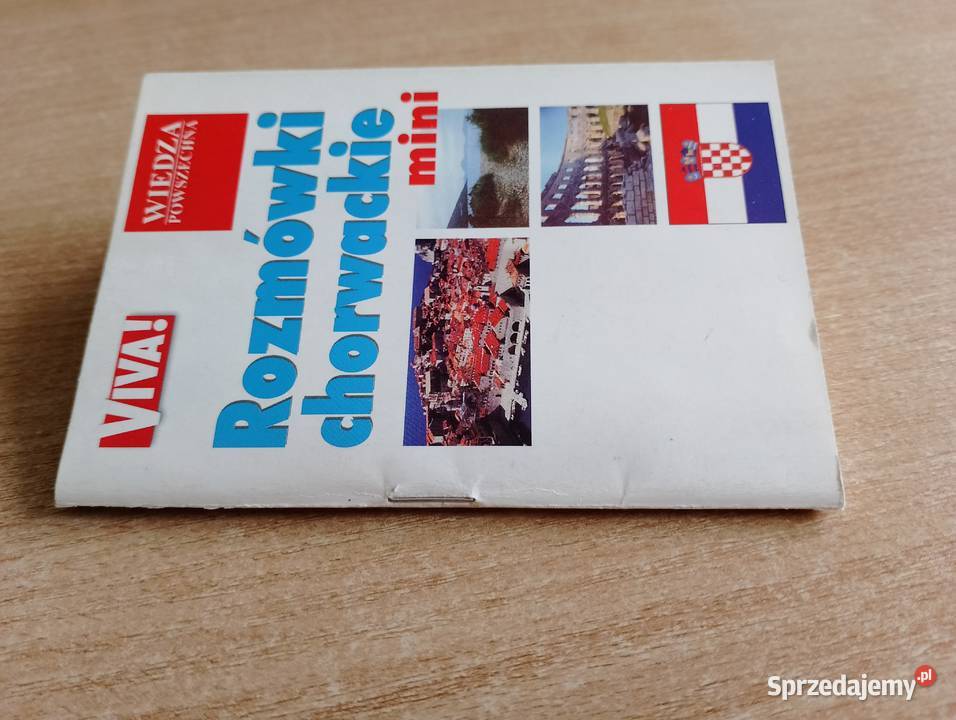 VIVA!
WIEDZA
POWSZECHNA
Rozmówki
chorwackie
mini
Sprzedajemy.pl